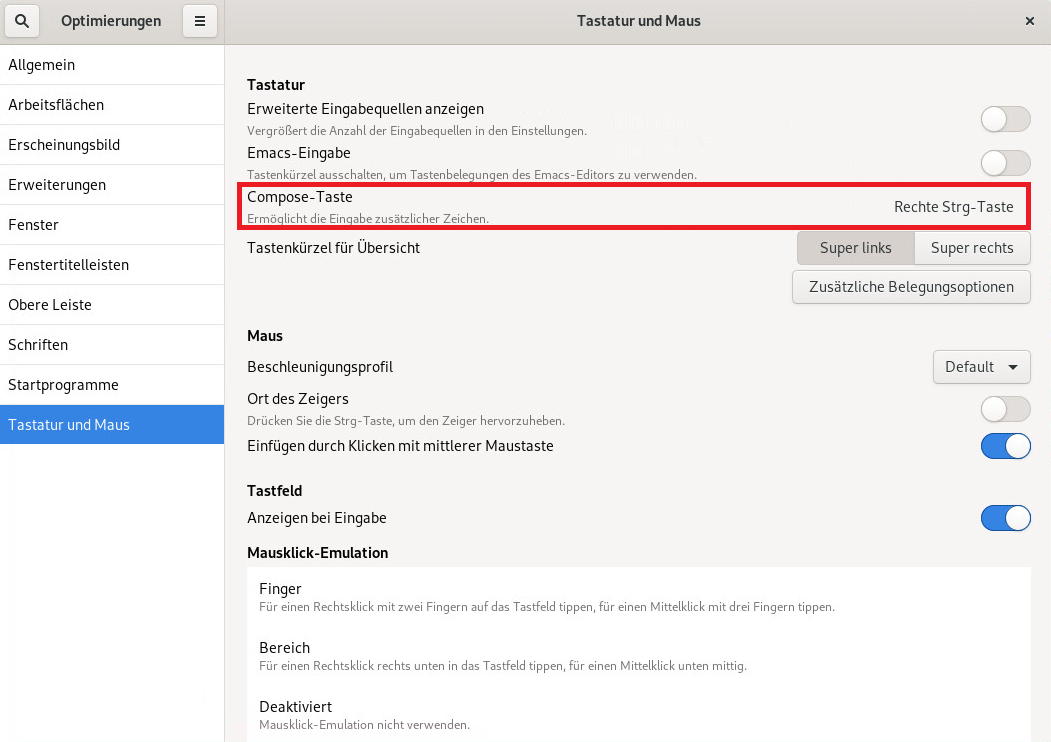 Optimierungen
Tastatur und Maus
Allgemein
Arbeitsflächen
Erscheinungsbild
Erweiterungen
Fenster
Fenstertitelleisten
Obere Leiste
Schriften
Startprogramme
Tastatur und Maus
Tastatur
Erweiterte Eingabequellen anzeigen
Vergrößert die Anzahl der Eingabequellen in den Einstellungen.
Emacs-Eingabe
Tastenkürzel ausschalten, um Tastenbelegungen des Emacs-Editors zu verwenden.
Compose-Taste
Rechte Strg-Taste
Ermöglicht die Eingabe zusätzlicher Zeichen.
Tastenkürzel für Übersicht
Super links
Super rechts
Zusätzliche Belegungsoptionen
Maus
Beschleunigungsprofil
Default
Ort des Zeigers
Drücken Sie die Strg-Taste, um den Zeiger hervorzuheben.
Einfügen durch Klicken mit mittlerer Maustaste
Tastfeld
Anzeigen bei Eingabe
Mausklick-Emulation
Finger
Für einen Rechtsklick mit zwei Fingern auf das Tastfeld tippen, für einen Mittelklick mit drei Fingern tippen.
Bereich
Für einen Rechtsklick rechts unten in das Tastfeld tippen, für einen Mittelklick unten mittig.
Deaktiviert
Mausklick-Emulation nicht verwenden.